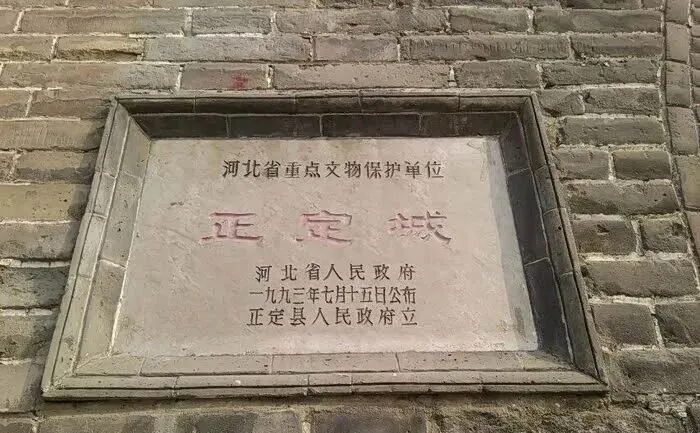 河北省重点文物保护单位
正定城
河北省人民政府
一九九三年七月十五日公布
正定县人民政府立